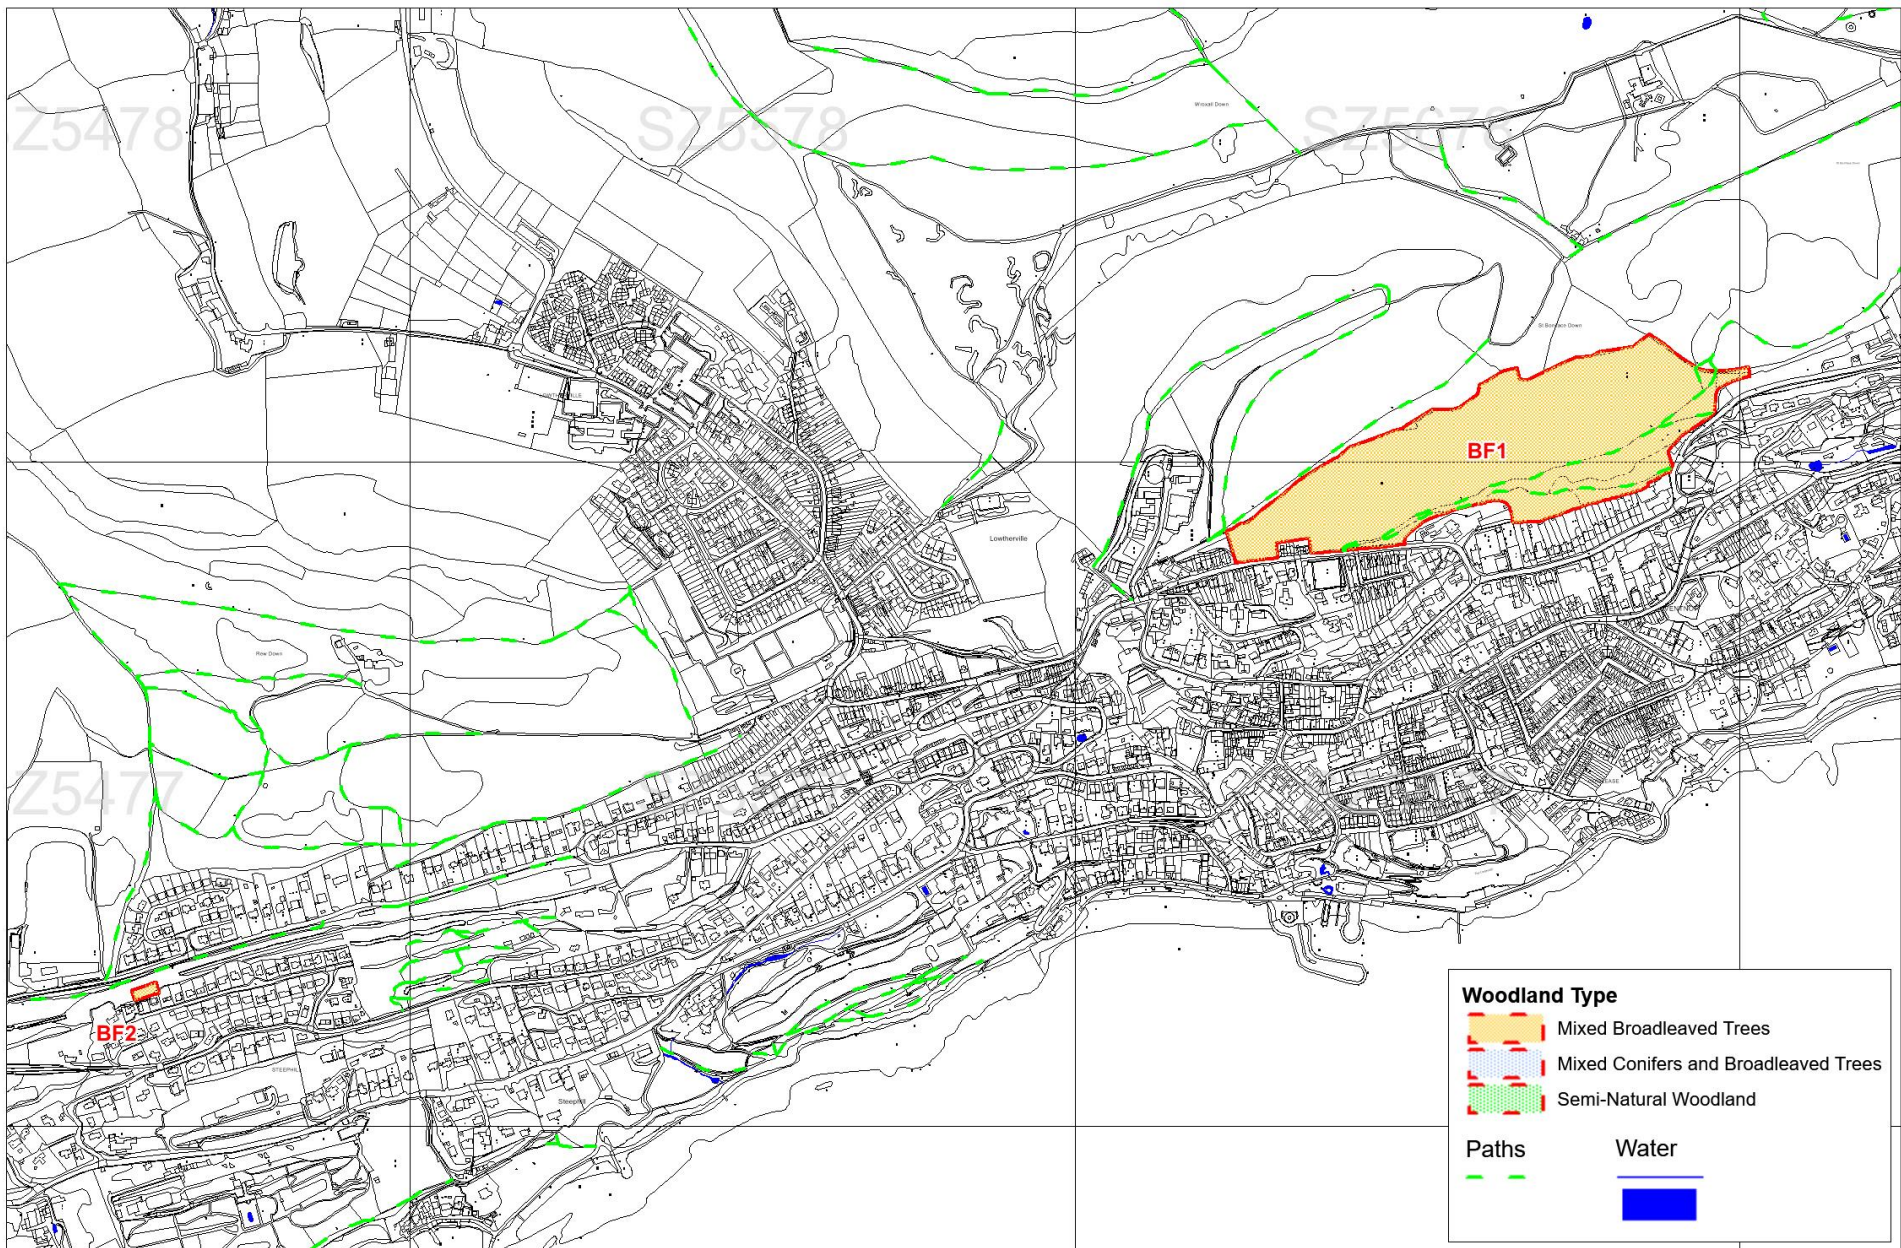 Z5478
SZ5578
SZ5678
Wroxall Down
St Boniface Down
BF1
Lowtherville
Rew Down
Z5477
BF2
STEEPHILL
Steephill
Woodland Type
Mixed Broadleaved Trees
Mixed Conifers and Broadleaved Trees
Semi-Natural Woodland
Paths
Water